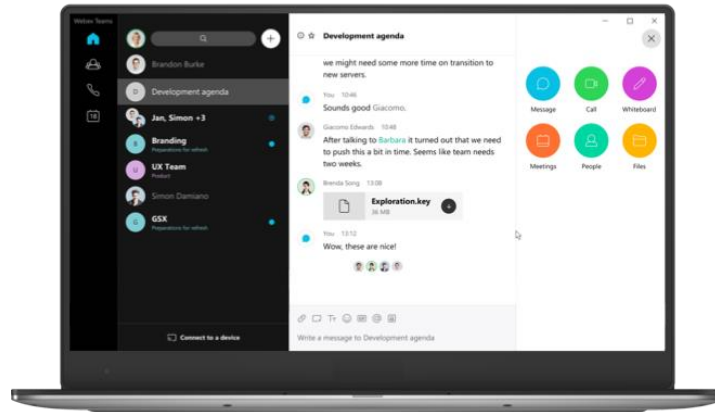 Webex Teams
Brandon Burke
D
Development agenda
Jan, Simon +3
B
Branding
Preparations for refresh
U
UX Team
Product
Simon Damiano
G
GSX
Preparations for refresh
Connect to a device
18
Development agenda
we might need some more time on transition to
new servers.
You 10:46
Sounds good Giacomo.
Giacomo Edwards 10:48
After talking to Barbara it turned out that we need
to push this a bit in time. Seems like team needs
two weeks.
Brenda Song 13:08
Exploration.key
36 MB
You 13:12
Wow, these are nice!
Tт
GIF
@
Write a message to Development agenda
Message
Call
Whiteboard
Meetings
People
Files